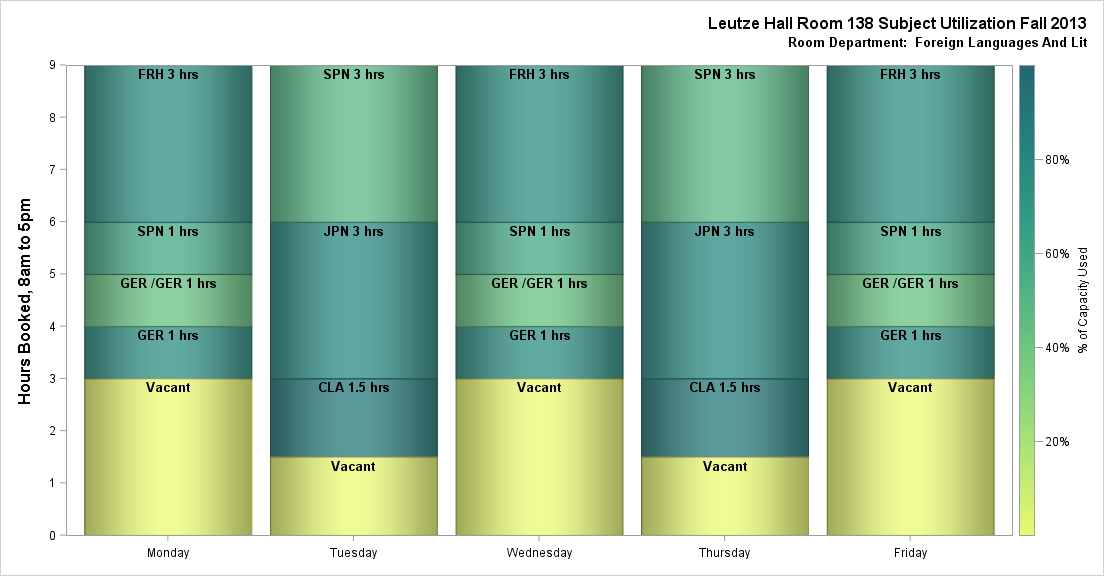 Leutze Hall Room 138 Subject Utilization Fall 2013
Room Department:  Foreign Languages And Lit
Hours Booked, 8am to 5pm
9
8
7
6
5
4
3
2
1
0
FRH 3 hrs
SPN 1 hrs
GER /GER 1 hrs
GER 1 hrs
Vacant
Monday
SPN 3 hrs
JPN 3 hrs
CLA 1.5 hrs
Vacant
Tuesday
FRH 3 hrs
SPN 1 hrs
GER /GER 1 hrs
GER 1 hrs
Vacant
Wednesday
SPN 3 hrs
JPN 3 hrs
CLA 1.5 hrs
Vacant
Thursday
FRH 3 hrs
SPN 1 hrs
GER /GER 1 hrs
GER 1 hrs
Vacant
Friday
80%
60%
40%
20%
% of Capacity Used